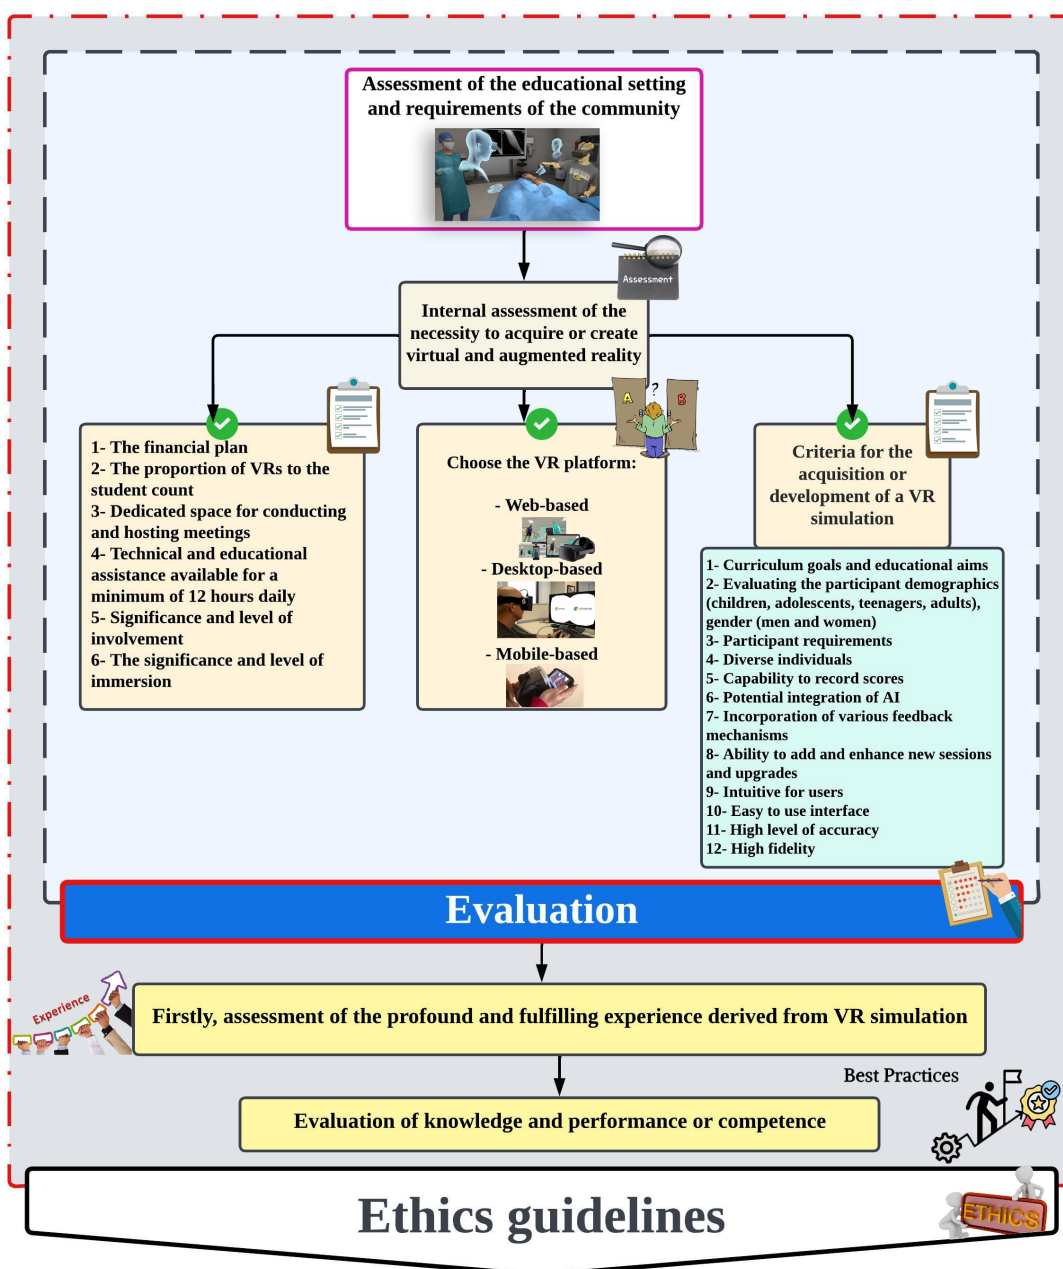 Assessment of the educational setting
and requirements of the community
Assessment
Internal assessment of the
necessity to acquire or create
virtual and augmented reality
1- The financial plan
2- The proportion of VRs to the
student count
3- Dedicated space for conducting
and hosting meetings
4- Technical and educational
assistance available for a
minimum of 12 hours daily
5- Significance and level of
involvement
6- The significance and level of
immersion
?
A
B
Choose the VR platform:
- Web-based
- Desktop-based
- Mobile-based
Criteria for the
acquisition or
development of a VR
simulation
1- Curriculum goals and educational aims
2- Evaluating the participant demographics
(children, adolescents, teenagers, adults),
gender (men and women)
3- Participant requirements
4- Diverse individuals
5- Capability to record scores
6- Potential integration of AI
7- Incorporation of various feedback
mechanisms
8- Ability to add and enhance new sessions
and upgrades
9- Intuitive for users
10- Easy to use interface
11- High level of accuracy
12- High fidelity
Evaluation
Experience
Firstly, assessment of the profound and fulfilling experience derived from VR simulation
Best Practices
Evaluation of knowledge and performance or competence
Ethics guidelines
ETHICS